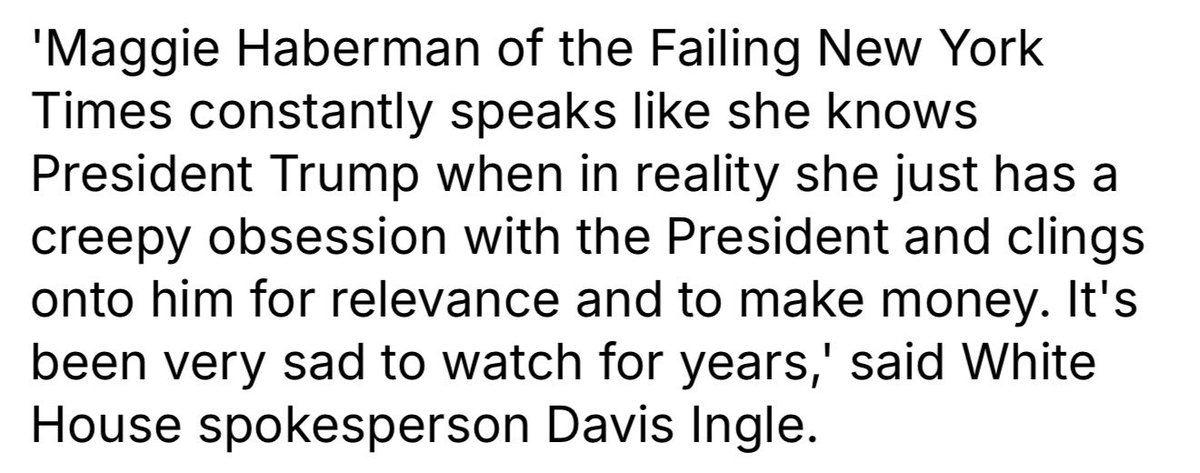 'Maggie Haberman of the Failing New York
Times constantly speaks like she knows
President Trump when in reality she just has a
creepy obsession with the President and clings
onto him for relevance and to make money. It's
been very sad to watch for years,' said White
House spokesperson Davis Ingle.